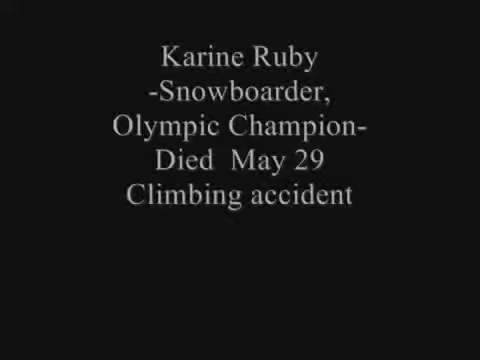 Karine Ruby
-Snowboarder,
Olympic Champion-
Died  May 29
Climbing accident